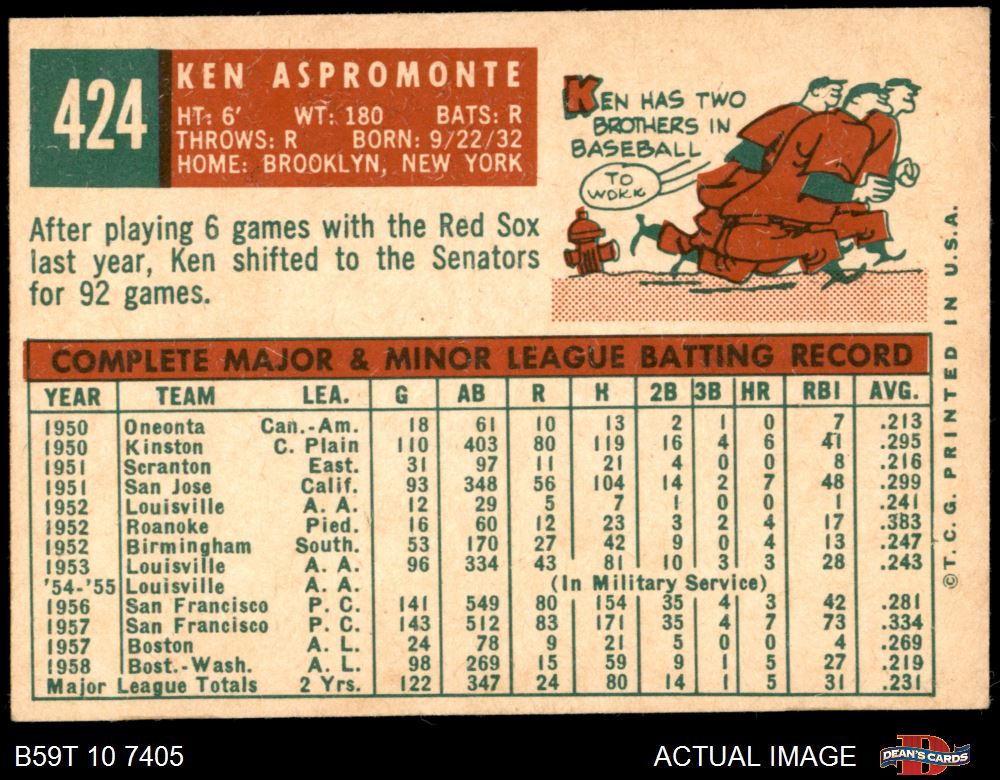 424
KEN ASPROMONTE
HT: 6' WT: 180 BATS: R
THROWS: R BORN: 9/22/32
HOME: BROOKLYN, NEW YORK
KEN HAS TWO
BROTHERS IN
BASEBALL
TO
WORK
After playing 6 games with the Red Sox
last year, Ken shifted to the Senators
for 92 games.
COMPLETE MAJOR & MINOR LEAGUE BATTING RECORD
YEAR TEAM LEA. G AB R H 2B 3B HR RBI AVG.
1950 Oneonta Can.-Am. 18 61 10 13 2 1 0 7 .213
1950 Kinston C. Plain 110 403 80 119 16 4 6 41 .295
1951 Scranton East. 31 97 11 21 4 0 0 8 .216
1951 San Jose Calif. 93 348 56 104 14 2 7 48 .299
1952 Louisville A. A. 12 29 5 7 1 0 0 1 .241
1952 Roanoke Pied. 16 60 12 23 3 2 4 17 .383
1952 Birmingham South. 53 170 27 42 9 0 4 13 .247
1953 Louisville A. A. 96 334 43 81 10 3 3 28 .243
'54-'55 Louisville A. A. (In Military Service)
1956 San Francisco P. C. 141 549 80 154 35 4 3 42 .281
1957 San Francisco P. C. 143 512 83 171 35 4 7 73 .334
1957 Boston A. L. 24 78 9 21 5 0 0 4 .269
1958 Bost.-Wash. A. L. 98 269 15 59 9 1 5 27 .219
Major League Totals 2 Yrs. 122 347 24 80 14 1 5 31 .231
©T. C. G. PRINTED IN U.S.A.
B59T 10 7405
ACTUAL IMAGE
DEAN'S CARDS